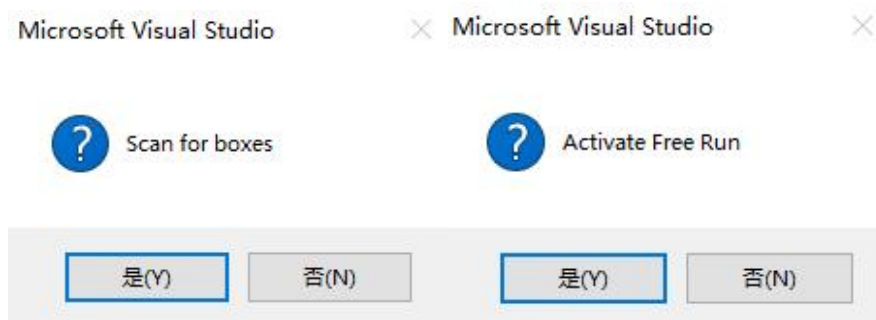 Microsoft Visual Studio
Scan for boxes
是(Y)
否(N)
Microsoft Visual Studio
Activate Free Run
是(Y)
否(N)